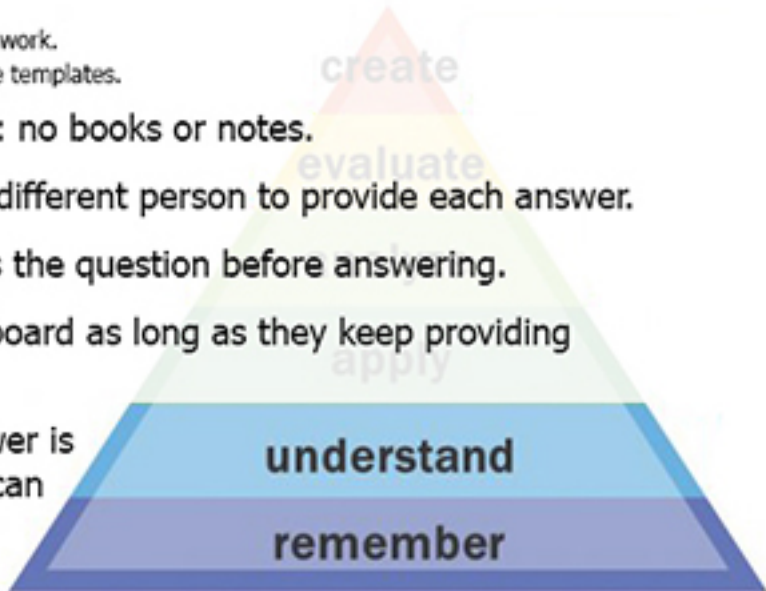 work.
templates.
create
: no books or notes.
evaluate
different person to provide each answer.
the question before answering.
board as long as they keep providing
apply
is
can
understand
remember